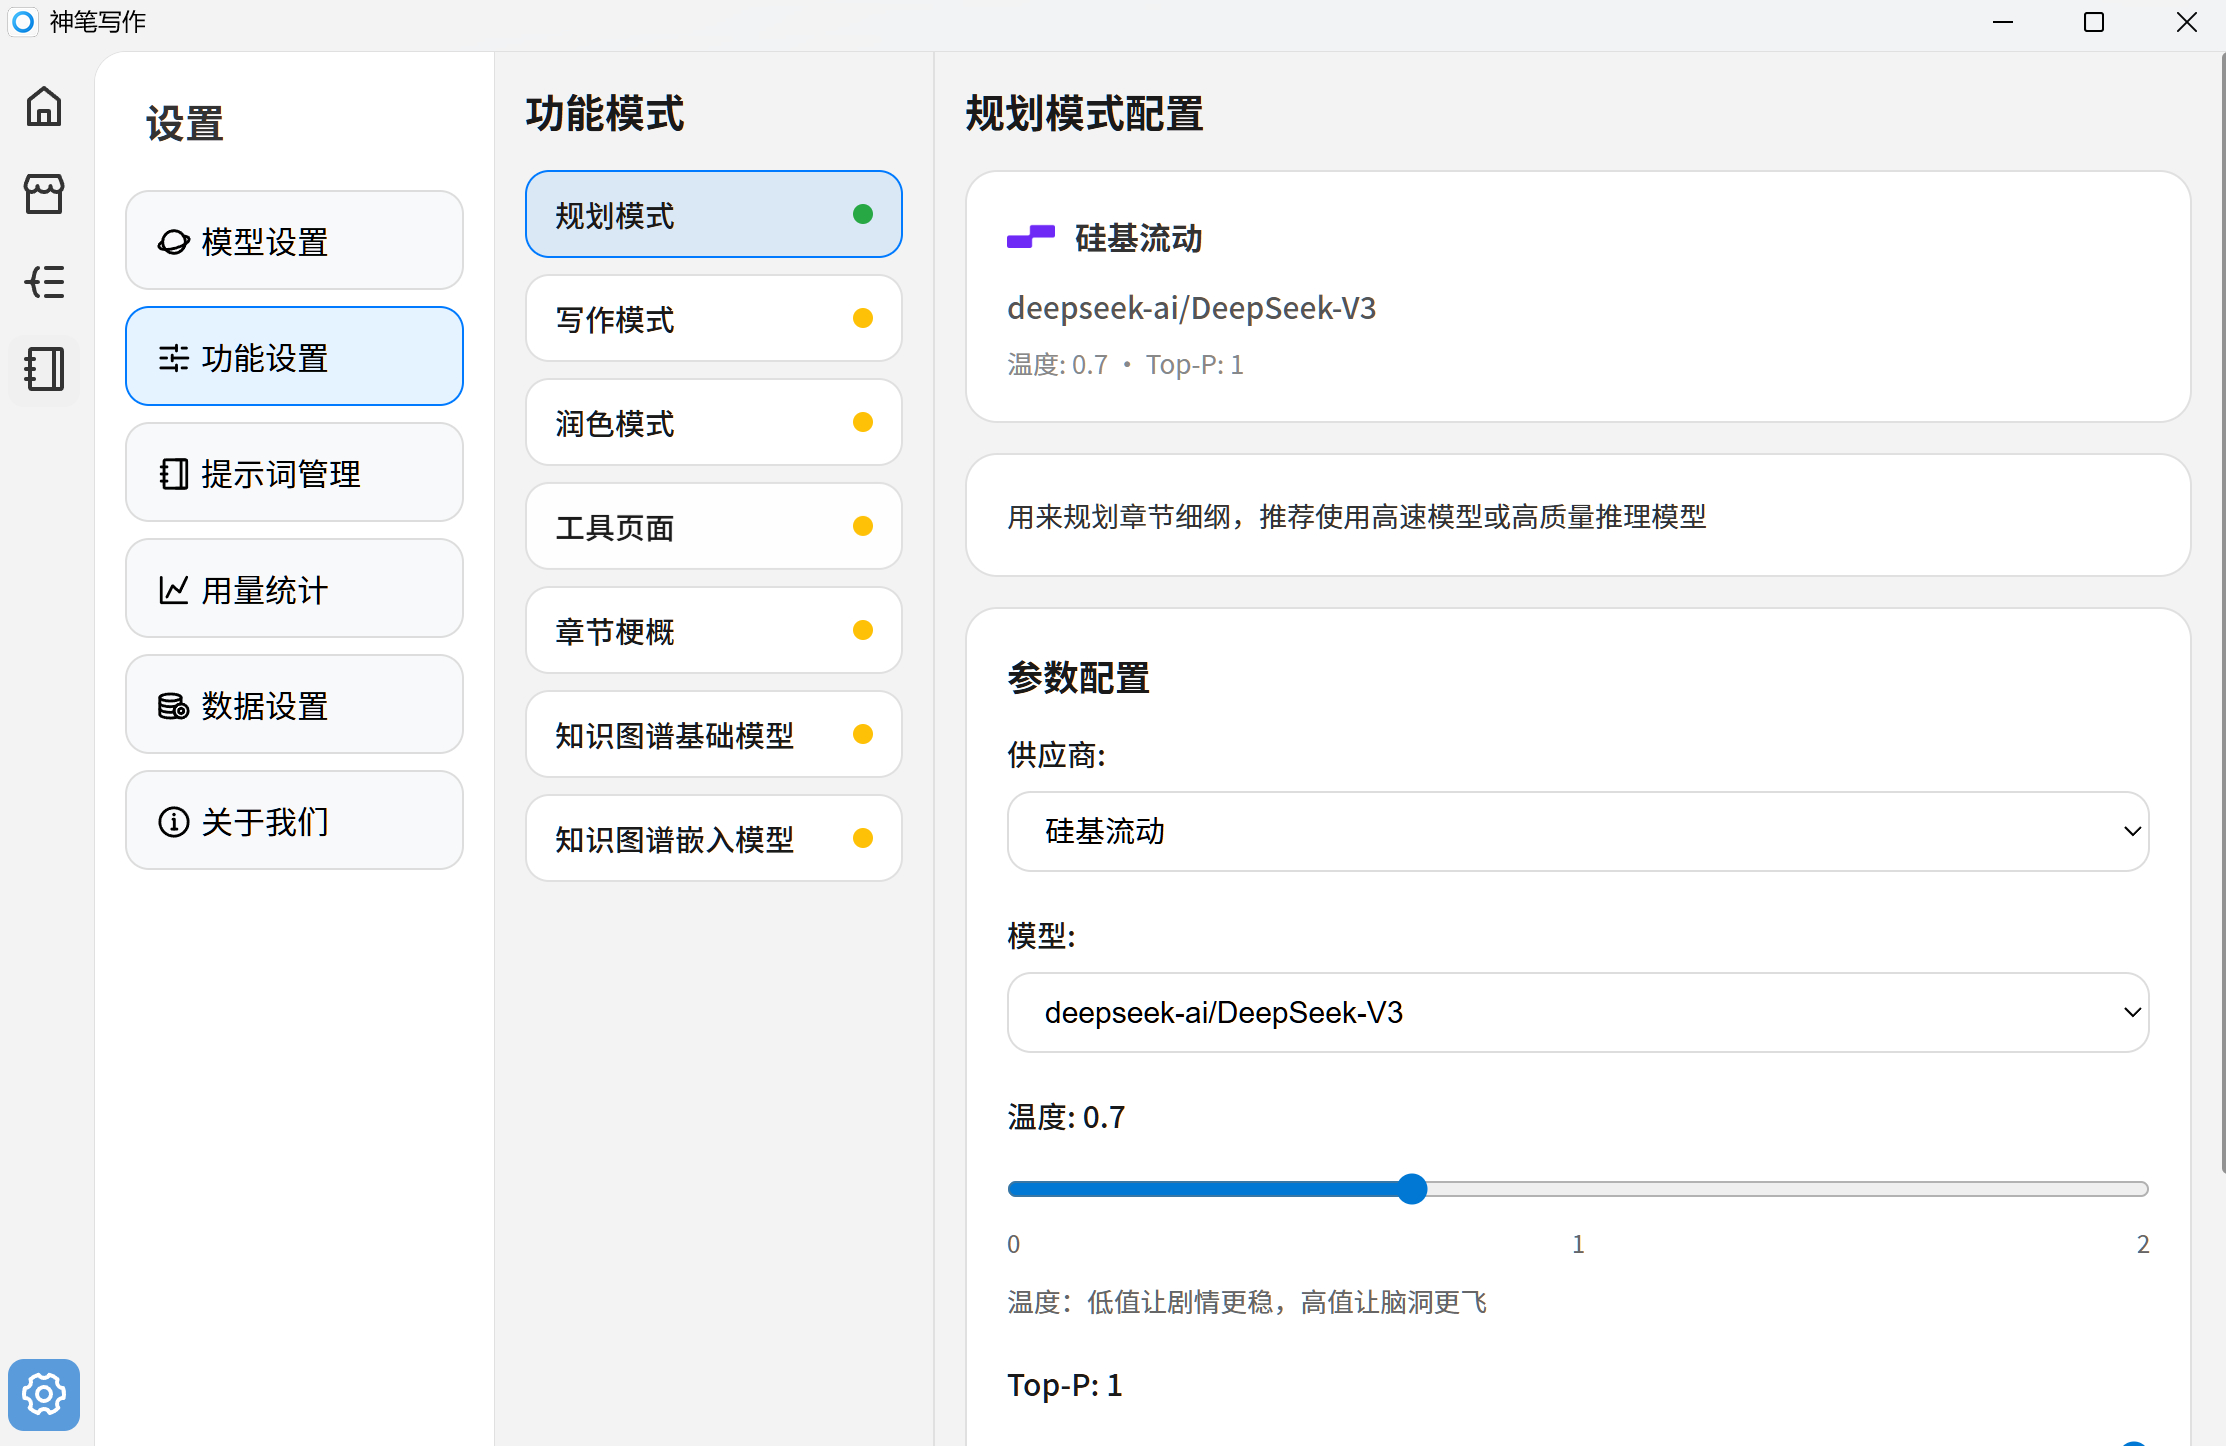 神笔写作
设置
模型设置
功能设置
提示词管理
用量统计
数据设置
关于我们
功能模式
规划模式
写作模式
润色模式
工具页面
章节梗概
知识图谱基础模型
知识图谱嵌入模型
规划模式配置
硅基流动
deepseek-ai/DeepSeek-V3
温度: 0.7 • Top-P: 1
用来规划章节细纲，推荐使用高速模型或高质量推理模型
参数配置
供应商:
硅基流动
模型:
deepseek-ai/DeepSeek-V3
温度: 0.7
0 1 2
温度：低值让剧情更稳，高值让脑洞更飞
Top-P: 1